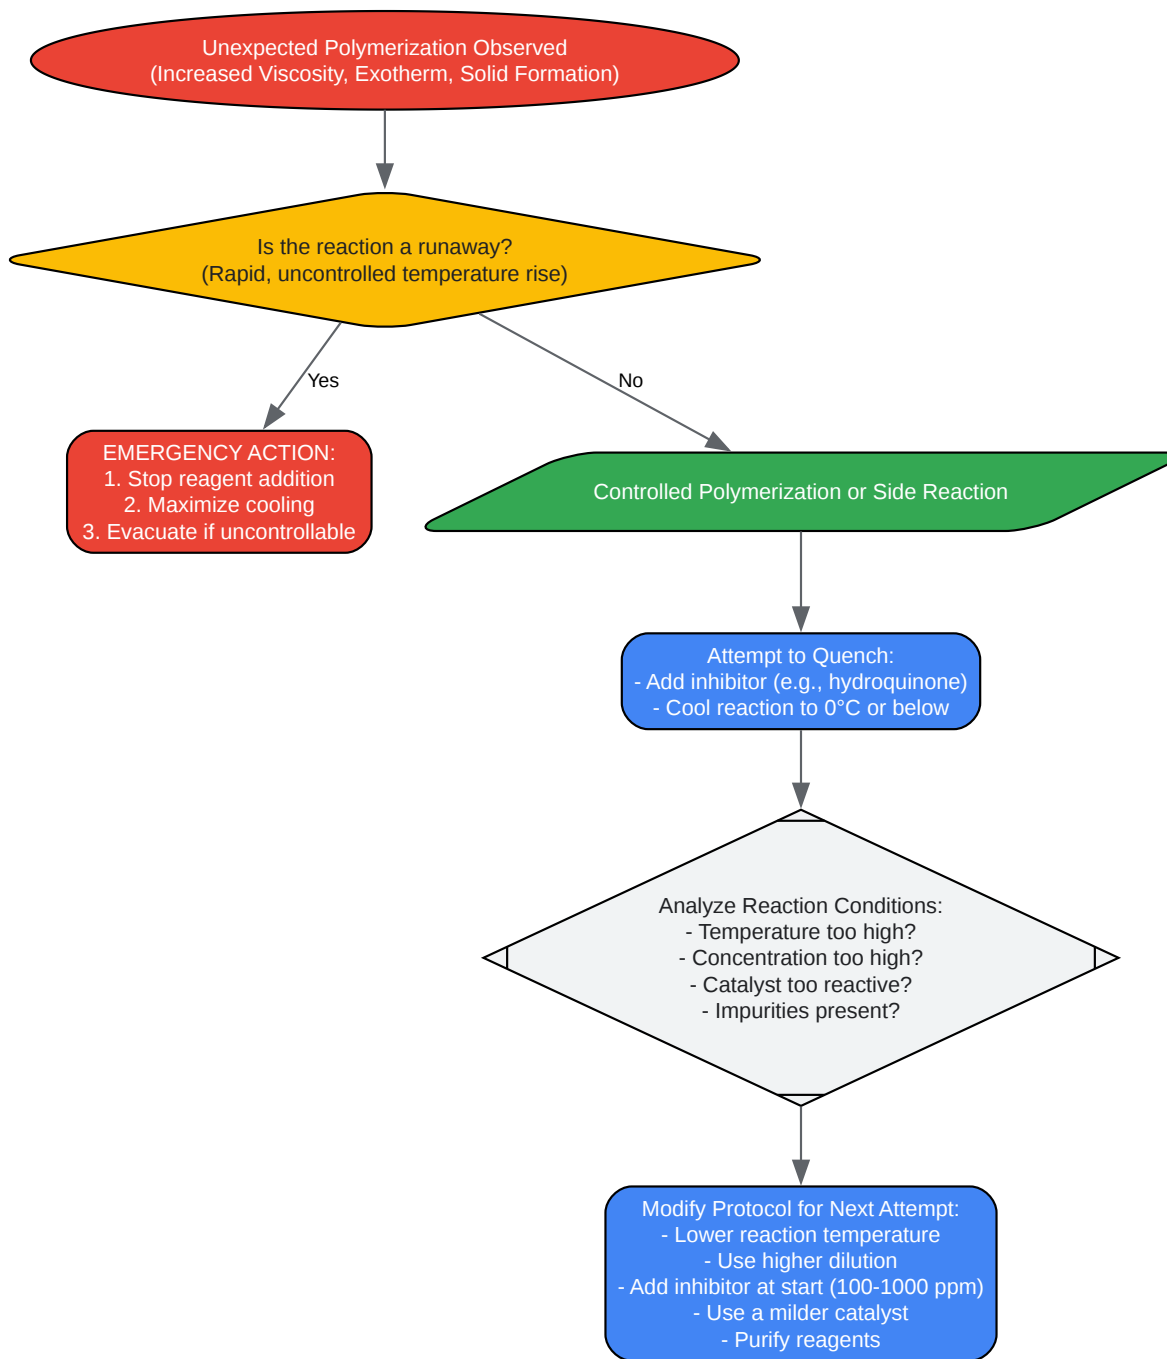 Unexpected Polymerization Observed
(Increased Viscosity, Exotherm, Solid Formation)
Is the reaction a runaway?
(Rapid, uncontrolled temperature rise)
Yes
No
EMERGENCY ACTION:
1. Stop reagent addition
2. Maximize cooling
3. Evacuate if uncontrollable
Controlled Polymerization or Side Reaction
Attempt to Quench:
- Add inhibitor (e.g., hydroquinone)
- Cool reaction to 0°C or below
Analyze Reaction Conditions:
- Temperature too high?
- Concentration too high?
- Catalyst too reactive?
- Impurities present?
Modify Protocol for Next Attempt:
- Lower reaction temperature
- Use higher dilution
- Add inhibitor at start (100-1000 ppm)
- Use a milder catalyst
- Purify reagents